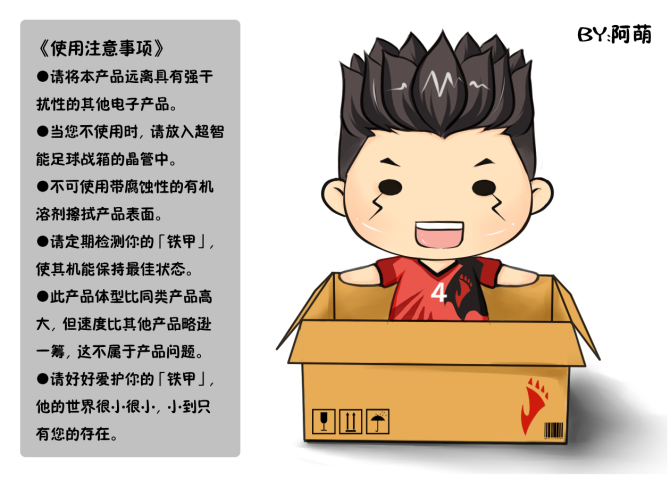 《使用注意事项》
●请将本产品远离具有强干
扰性的其他电子产品。
●当您不使用时，请放入超智
能足球战箱的晶管中。
●不可使用带腐蚀性的有机
溶剂擦拭产品表面。
●请定期检测你的「铁甲」，
使其机能保持最佳状态。
●此产品体型比同类产品高
大，但速度比其他产品略逊
一筹，这不属于产品问题。
●请好好爱护你的「铁甲」，
他的世界很小很小，小到只
有您的存在。
BY:阿萌
4